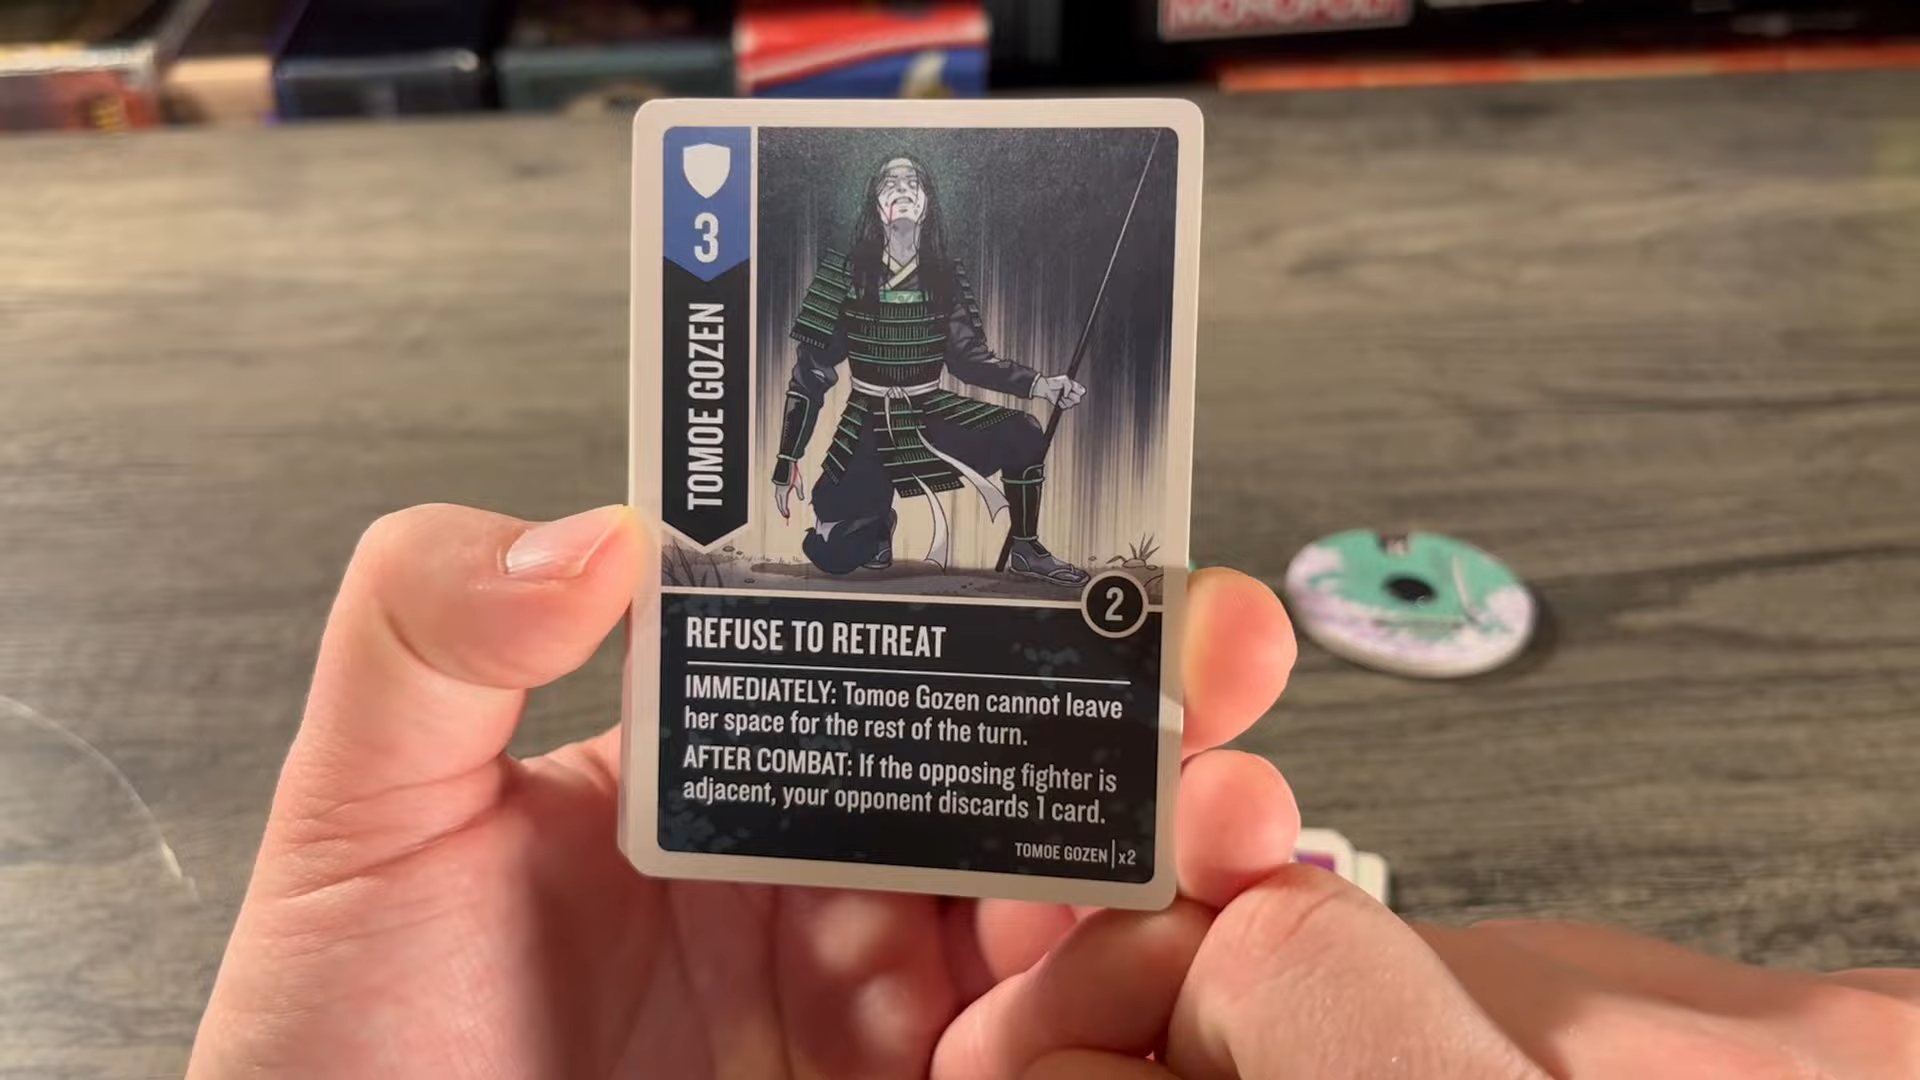 MONOPOLY
3
TOMOE GOZEN
2
REFUSE TO RETREAT
IMMEDIATELY: Tomoe Gozen cannot leave
her space for the rest of the turn.
AFTER COMBAT: If the opposing fighter is
adjacent, your opponent discards 1 card.
TOMOE GOZEN | x2